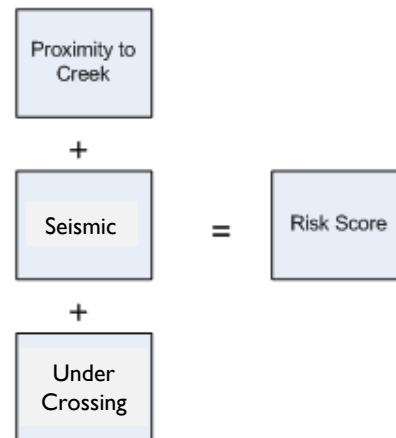 Proximity to
Creek
+
Seismic
=
Risk Score
+
Under
Crossing